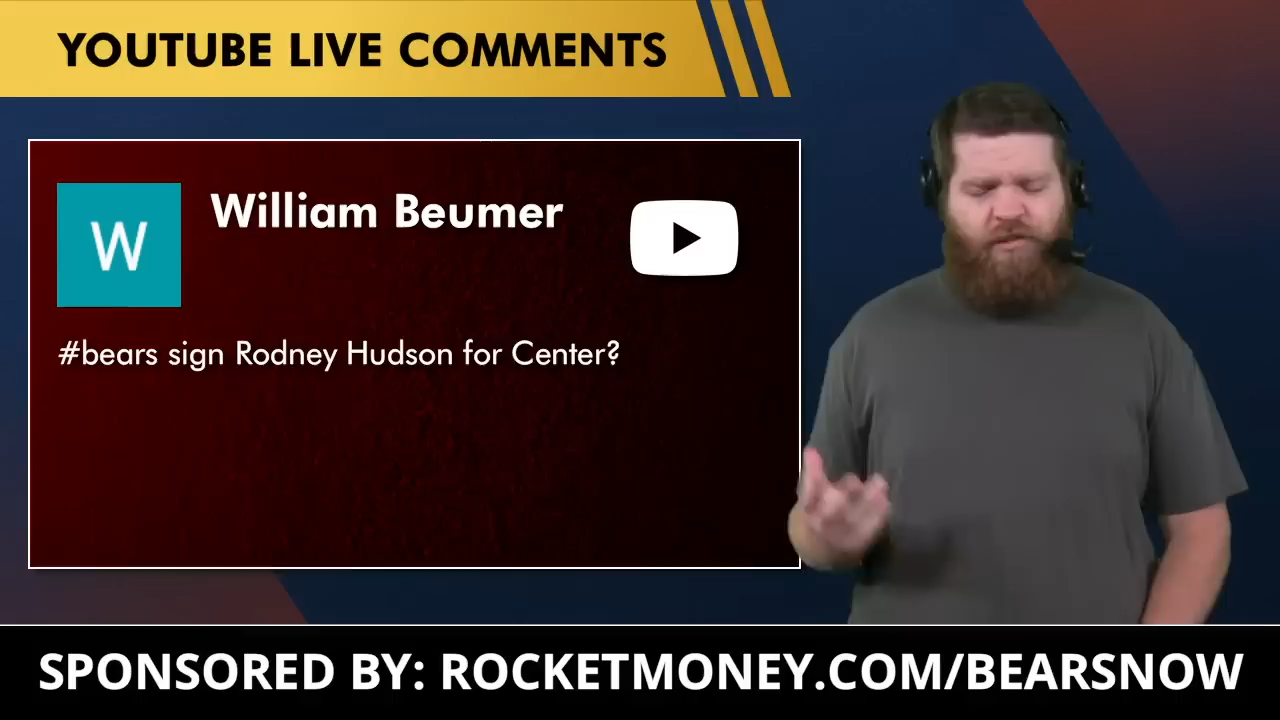 YOUTUBE LIVE COMMENTS
W
William Beumer
#bears sign Rodney Hudson for Center?
SPONSORED BY: ROCKETMONEY.COM/BEARSNOW